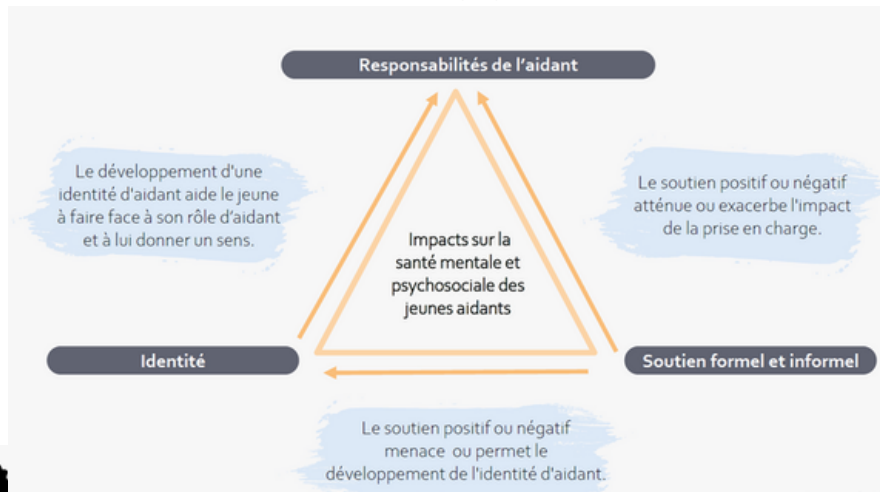 Responsabilités de l'aidant
Le développement d'une
identité d'aidant aide le jeune
à faire face à son rôle d'aidant
et à lui donner un sens.
Le soutien positif ou négatif
atténue ou exacerbe l'impact
de la prise en charge.
Impacts sur la
santé mentale et
psychosociale des
jeunes aidants
Identité
Soutien formel et informel
Le soutien positif ou négatif
menace ou permet le
développement de l'identité d'aidant.